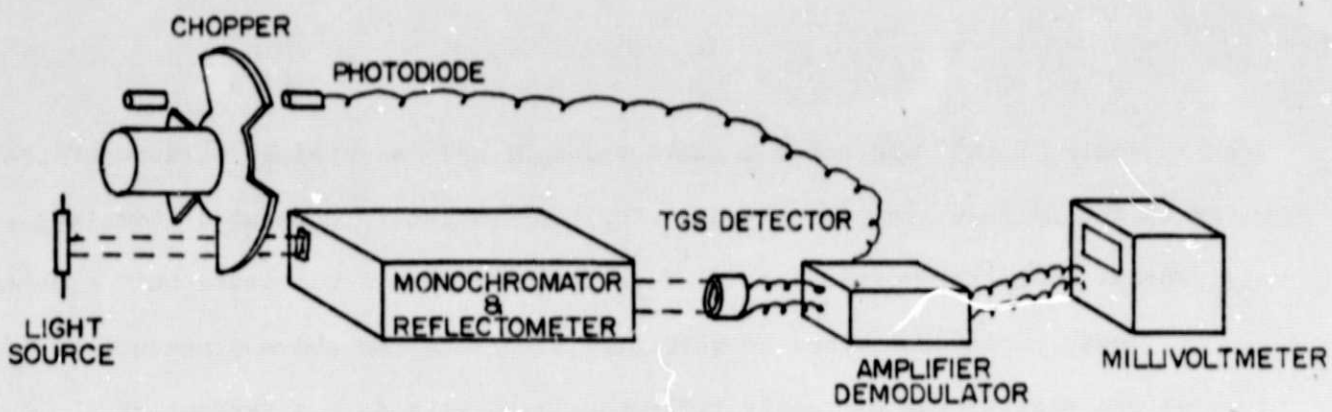 CHOPPER
PHOTODIODE
TGS DETECTOR
MONOCHROMATOR
&
REFLECTOMETER
LIGHT
SOURCE
AMPLIFIER
DEMODULATOR
MILLIVOLTMETER